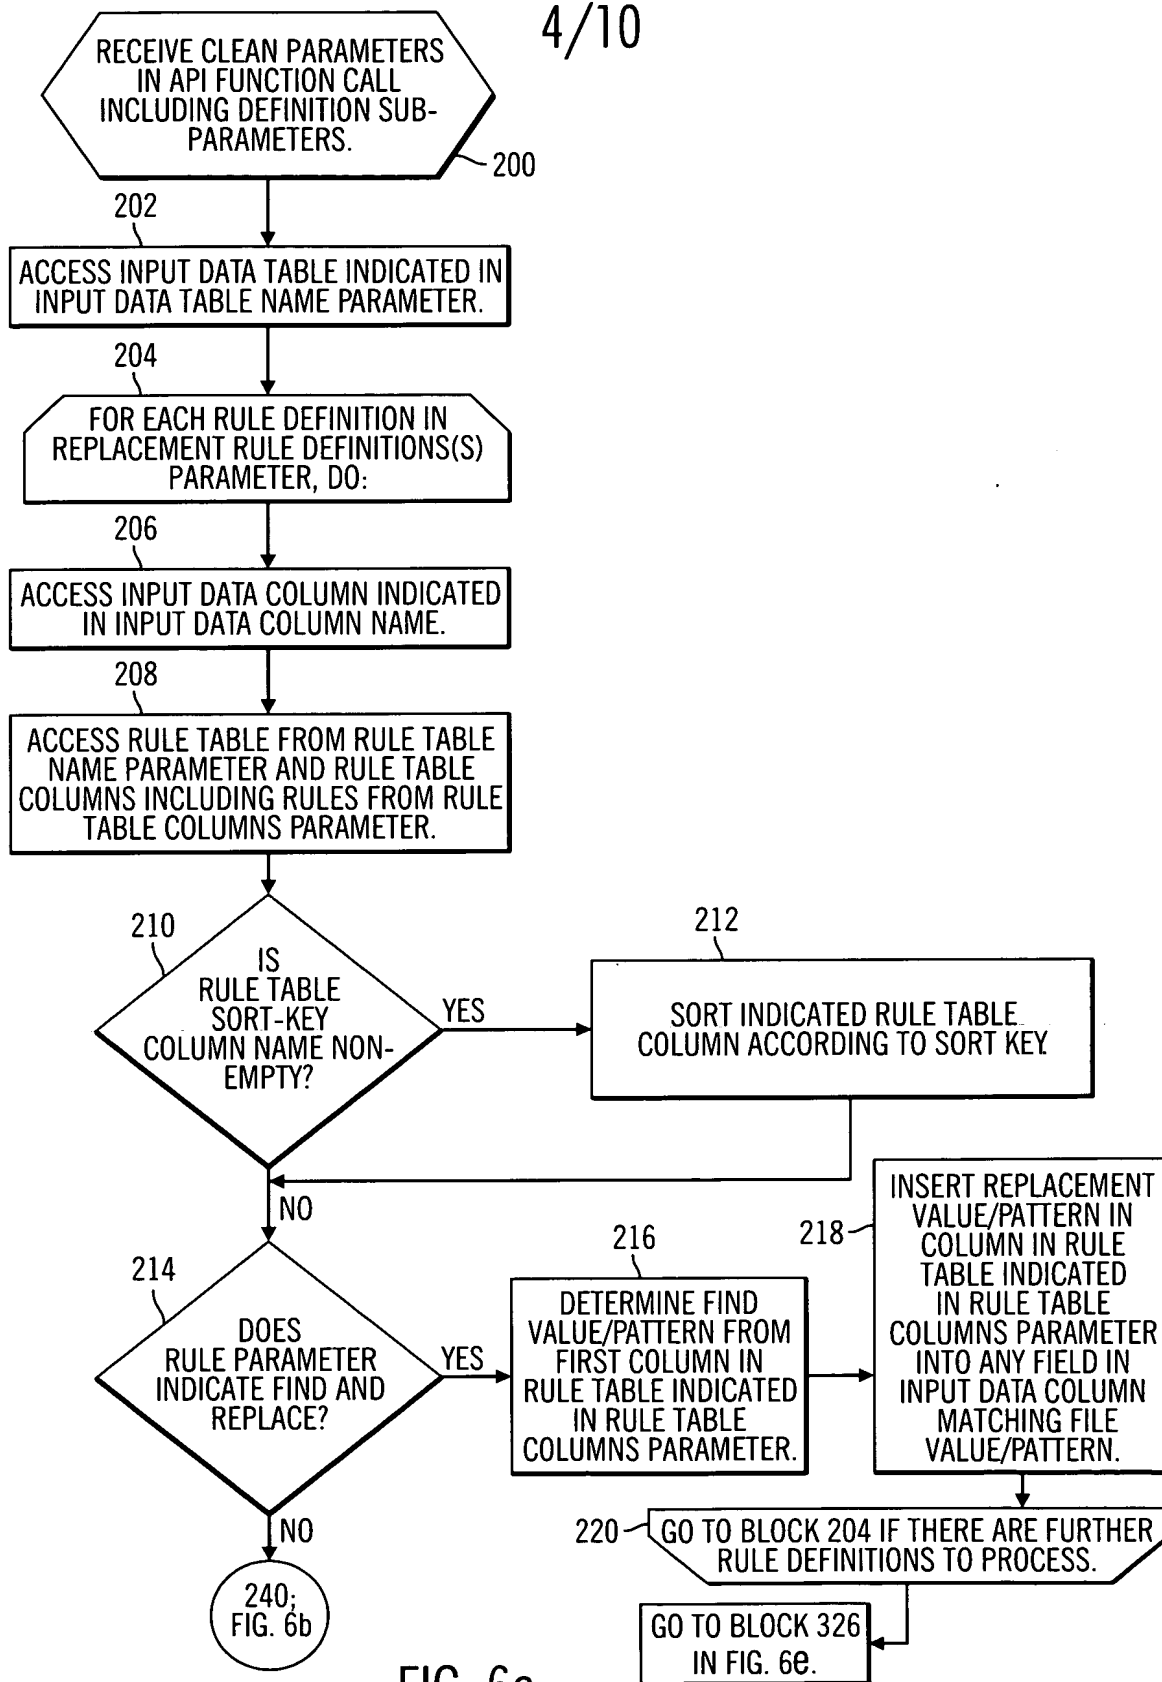 4/10
RECEIVE CLEAN PARAMETERS
IN API FUNCTION CALL
INCLUDING DEFINITION SUB-
PARAMETERS.
200
202
ACCESS INPUT DATA TABLE INDICATED IN
INPUT DATA TABLE NAME PARAMETER.
204
FOR EACH RULE DEFINITION IN
REPLACEMENT RULE DEFINITIONS(S)
PARAMETER, DO:
206
ACCESS INPUT DATA COLUMN INDICATED
IN INPUT DATA COLUMN NAME.
208
ACCESS RULE TABLE FROM RULE TABLE
NAME PARAMETER AND RULE TABLE
COLUMNS INCLUDING RULES FROM RULE
TABLE COLUMNS PARAMETER.
210
IS
RULE TABLE
SORT-KEY
COLUMN NAME NON-
EMPTY?
YES
212
SORT INDICATED RULE TABLE
COLUMN ACCORDING TO SORT KEY.
NO
214
DOES
RULE PARAMETER
INDICATE FIND AND
REPLACE?
YES
216
DETERMINE FIND
VALUE/PATTERN FROM
FIRST COLUMN IN
RULE TABLE INDICATED
IN RULE TABLE
COLUMNS PARAMETER.
218
INSERT REPLACEMENT
VALUE/PATTERN IN
COLUMN IN RULE
TABLE INDICATED
IN RULE TABLE
COLUMNS PARAMETER
INTO ANY FIELD IN
INPUT DATA COLUMN
MATCHING FILE
VALUE/PATTERN.
NO
240;
FIG. 6b
220
GO TO BLOCK 204 IF THERE ARE FURTHER
RULE DEFINITIONS TO PROCESS.
GO TO BLOCK 326
IN FIG. 6e.
FIG.